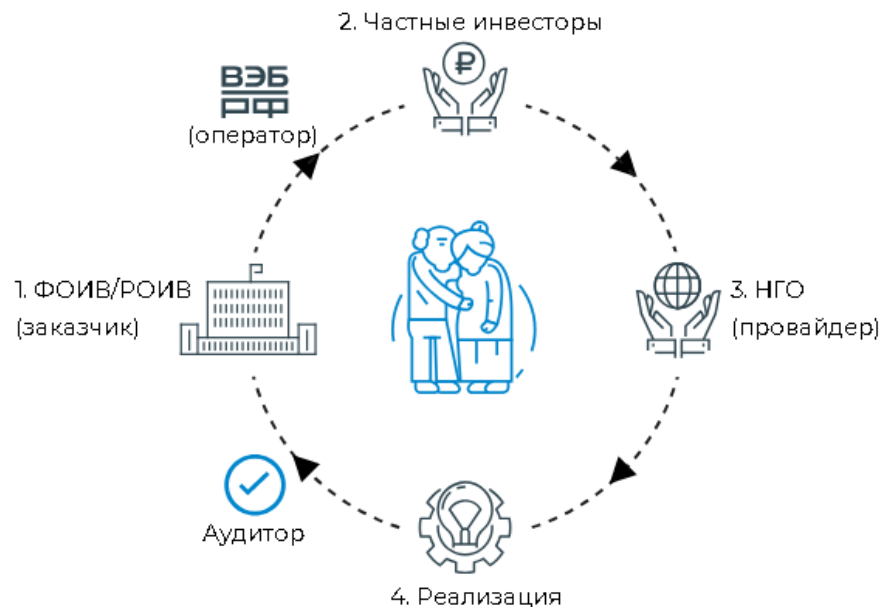 2. Частные инвесторы
ВЭБ
РФ
(оператор)
1. ФОИВ/РОИВ
(заказчик)
3. НГО
(провайдер)
Аудитор
4. Реализация